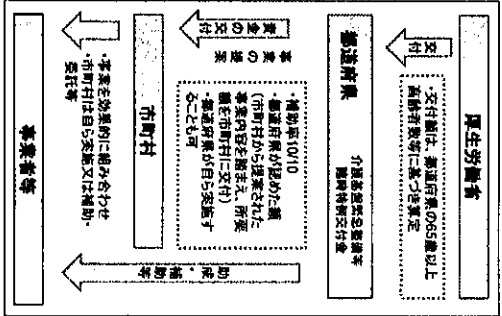 厚生労働省
交付
・交付額は、都道府県の65歳以上
高齢者数等に基づき算定
都道府県
介護基盤緊急整備等
臨時特例交付金
事業の提案
資金の交付
・補助率10/10
・都道府県が認めた額
(市町村から提案された
事業内容を踏まえ、所要
額を市町村に交付)
・都道府県が自ら実施す
ることも可
市町村
・事業を効果的に組み合わせ
・市町村は自ら実施又は補助・
委託等
助成・
補助等
事業者等